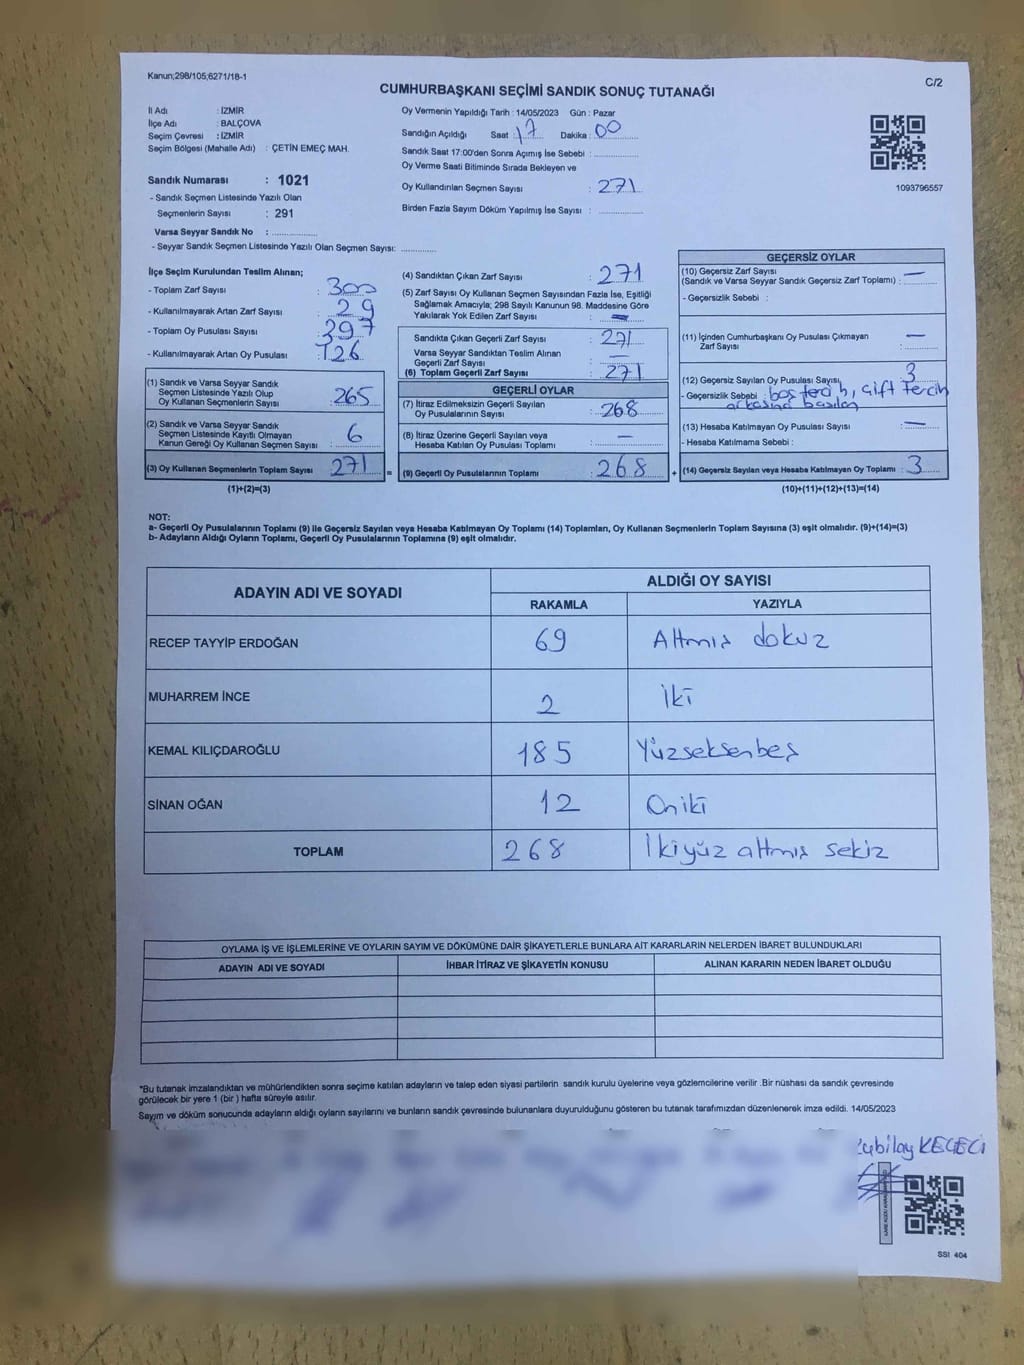 Kanun;298/105;6271/18-1
C/2
CUMHURBAŞKANI SEÇİMİ SANDIK SONUÇ TUTANAĞI
İl Adı : İZMİR
İlçe Adı : BALÇOVA
Seçim Çevresi : İZMİR
Seçim Bölgesi (Mahalle Adı) : ÇETİN EMEÇ MAH.
Sandık Numarası : 1021
- Sandık Seçmen Listesinde Yazılı Olan
Seçmenlerin Sayısı : 291
Varsa Seyyar Sandık No :
- Seyyar Sandık Seçmen Listesinde Yazılı Olan Seçmen Sayısı:
Oy Vermenin Yapıldığı Tarih : 14/05/2023 Gün : Pazar
Sandığın Açıldığı Saat : 17 Dakika : 00
Sandık Saat 17:00'den Sonra Açımış İse Sebebi :
Oy Verme Saati Bitiminde Sırada Bekleyen ve
Oy Kullandırılan Seçmen Sayısı : 271
Birden Fazla Sayım Döküm Yapılmış İse Sayısı :
1093796557
İlçe Seçim Kurulundan Teslim Alınan;
- Toplam Zarf Sayısı : 300
- Kullanılmayarak Artan Zarf Sayısı : 29
- Toplam Oy Pusulası Sayısı :
- Kullanılmayarak Artan Oy Pusulası :
(1) Sandık ve Varsa Seyyar Sandık
Seçmen Listesinde Yazılı Olup
Oy Kullanan Seçmenlerin Sayısı : 265
(2) Sandık ve Varsa Seyyar Sandık
Seçmen Listesinde Kayıtlı Olmayan
Kanun Gereği Oy Kullanan Seçmen Sayısı : 6
(3) Oy Kullanan Seçmenlerin Toplam Sayısı : 271
(1)+(2)=(3)
=
(4) Sandıktan Çıkan Zarf Sayısı : 271
(5) Zarf Sayısı Oy Kullanan Seçmen Sayısından Fazla İse, Eşitliği
Sağlamak Amacıyla; 298 Sayılı Kanunun 98. Maddesine Göre
Yakılarak Yok Edilen Zarf Sayısı : —
Sandıkta Çıkan Geçerli Zarf Sayısı : 271
Varsa Seyyar Sandıktan Teslim Alınan
Geçerli Zarf Sayısı : —
(6) Toplam Geçerli Zarf Sayısı : 271
GEÇERLİ OYLAR
(7) İtiraz Edilmeksizin Geçerli Sayılan
Oy Pusulalarının Sayısı : 268
(8) İtiraz Üzerine Geçerli Sayılan veya
Hesaba Katılan Oy Pusulası Toplamı : —
(9) Geçerli Oy Pusulalarının Toplamı : 268
+
GEÇERSİZ OYLAR
(10) Geçersiz Zarf Sayısı
(Sandık ve Varsa Seyyar Sandık Geçersiz Zarf Toplamı) : —
- Geçersizlik Sebebi :
(11) İçinden Cumhurbaşkanı Oy Pusulası Çıkmayan
Zarf Sayısı : —
(12) Geçersiz Sayılan Oy Pusulası Sayısı : 3
- Geçersizlik Sebebi : boş tercih, çift tercih
arkasına basılan
(13) Hesaba Katılmayan Oy Pusulası Sayısı : —
- Hesaba Katılmama Sebebi :
(14) Geçersiz Sayılan veya Hesaba Katılmayan Oy Toplamı : 3
(10)+(11)+(12)+(13)=(14)
NOT:
a- Geçerli Oy Pusulalarının Toplamı (9) ile Geçersiz Sayılan veya Hesaba Katılmayan Oy Toplamı (14) Toplamları, Oy Kullanan Seçmenlerin Toplam Sayısına (3) eşit olmalıdır. (9)+(14)=(3)
b- Adayların Aldığı Oyların Toplamı, Geçerli Oy Pusulalarının Toplamına (9) eşit olmalıdır.
ADAYIN ADI VE SOYADI ALDIĞI OY SAYISI
RAKAMLA YAZIYLA
RECEP TAYYİP ERDOĞAN 69 Altmış dokuz
MUHARREM İNCE 2 iki
KEMAL KILIÇDAROĞLU 185 Yüzseksenbeş
SİNAN OĞAN 12 Oniki
TOPLAM 268 İkiyüz altmış sekiz
OYLAMA İŞ VE İŞLEMLERİNE VE OYLARIN SAYIM VE DÖKÜMÜNE DAİR ŞİKAYETLERLE BUNLARA AİT KARARLARIN NELERDEN İBARET BULUNDUKLARI
ADAYIN ADI VE SOYADI İHBAR İTİRAZ VE ŞİKAYETİN KONUSU ALINAN KARARIN NEDEN İBARET OLDUĞU
*Bu tutanak imzalandıktan ve mühürlendikten sonra seçime katılan adayların ve talep eden siyasi partilerin sandık kurulu üyelerine veya gözlemcilerine verilir .Bir nüshası da sandık çevresinde
görülecek bir yere 1 (bir ) hafta süreyle asılır.
Sayım ve döküm sonucunda adayların aldığı oyların sayılarını ve bunların sandık çevresinde bulunanlara duyurulduğunu gösteren bu tutanak tarafımızdan düzenlenerek imza edildi. 14/05/2023
KEÇECİ
SSI 404